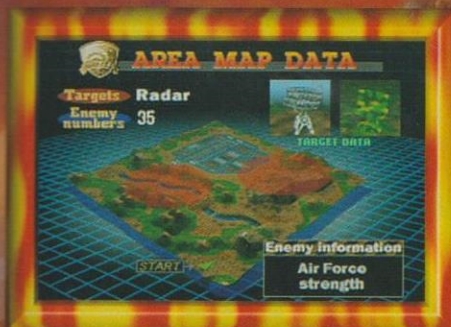 AREA MAP DATA
Targets Radar
Enemy numbers 35
TARGET DATA
START
Enemy information
Air Force
strength